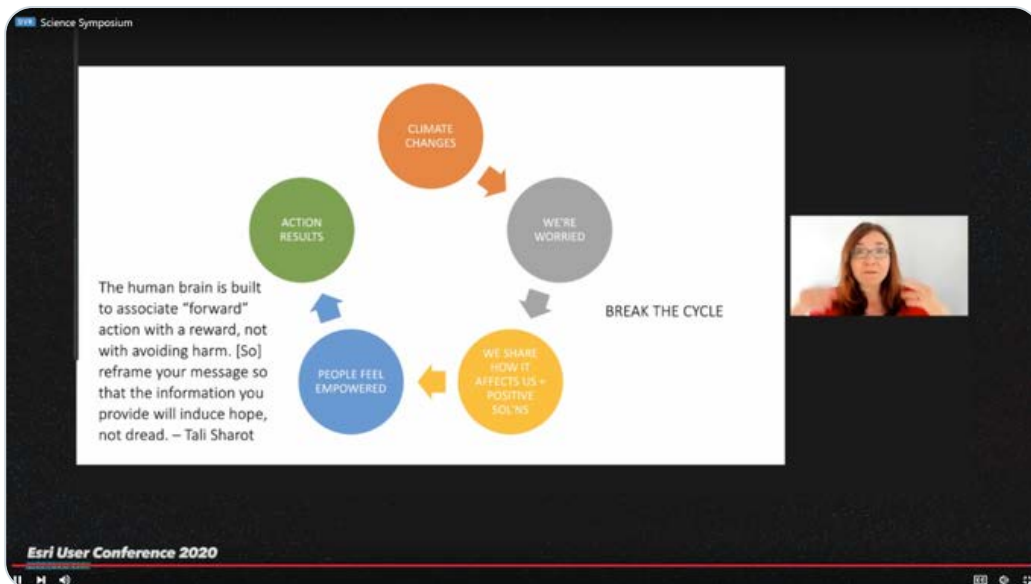 Science Symposium
CLIMATE
CHANGES
WE'RE
WORRIED
WE SHARE
HOW IT
AFFECTS US +
POSITIVE
SOL'NS
PEOPLE FEEL
EMPOWERED
ACTION
RESULTS
BREAK THE CYCLE
The human brain is built
to associate “forward”
action with a reward, not
with avoiding harm. [So]
reframe your message so
that the information you
provide will induce hope,
not dread. – Tali Sharot
Esri User Conference 2020